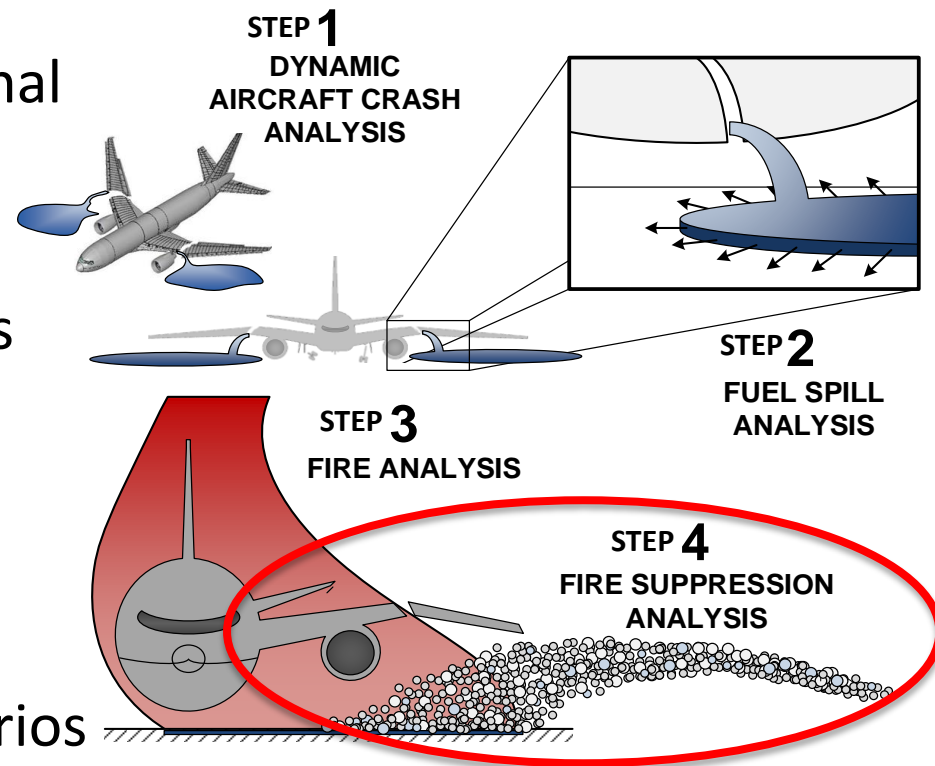 STEP 1
DYNAMIC
AIRCRAFT CRASH
ANALYSIS
nal
s
STEP 2
FUEL SPILL
ANALYSIS
STEP 3
FIRE ANALYSIS
STEP 4
FIRE SUPPRESSION
ANALYSIS
rios